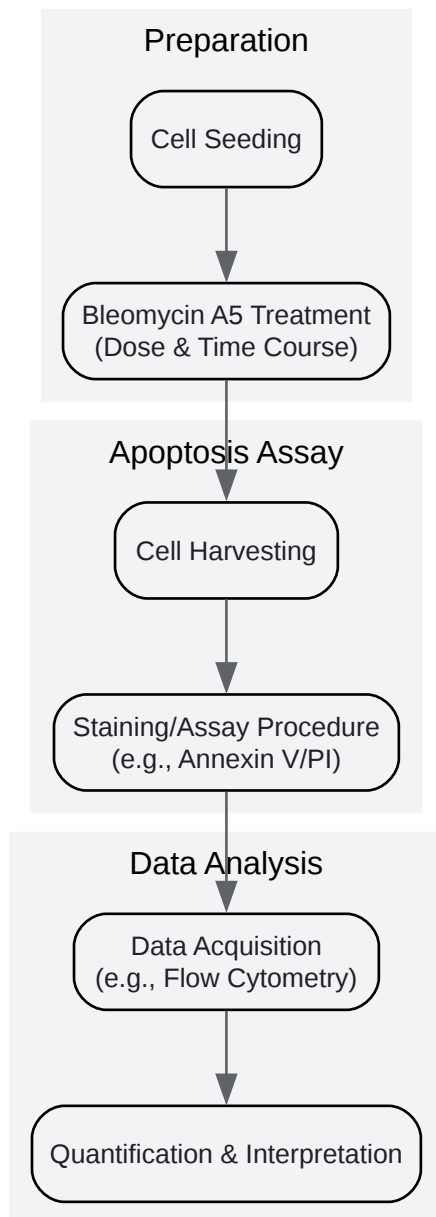 Preparation
Cell Seeding
Bleomycin A5 Treatment
(Dose & Time Course)
Apoptosis Assay
Cell Harvesting
Staining/Assay Procedure
(e.g., Annexin V/PI)
Data Analysis
Data Acquisition
(e.g., Flow Cytometry)
Quantification & Interpretation